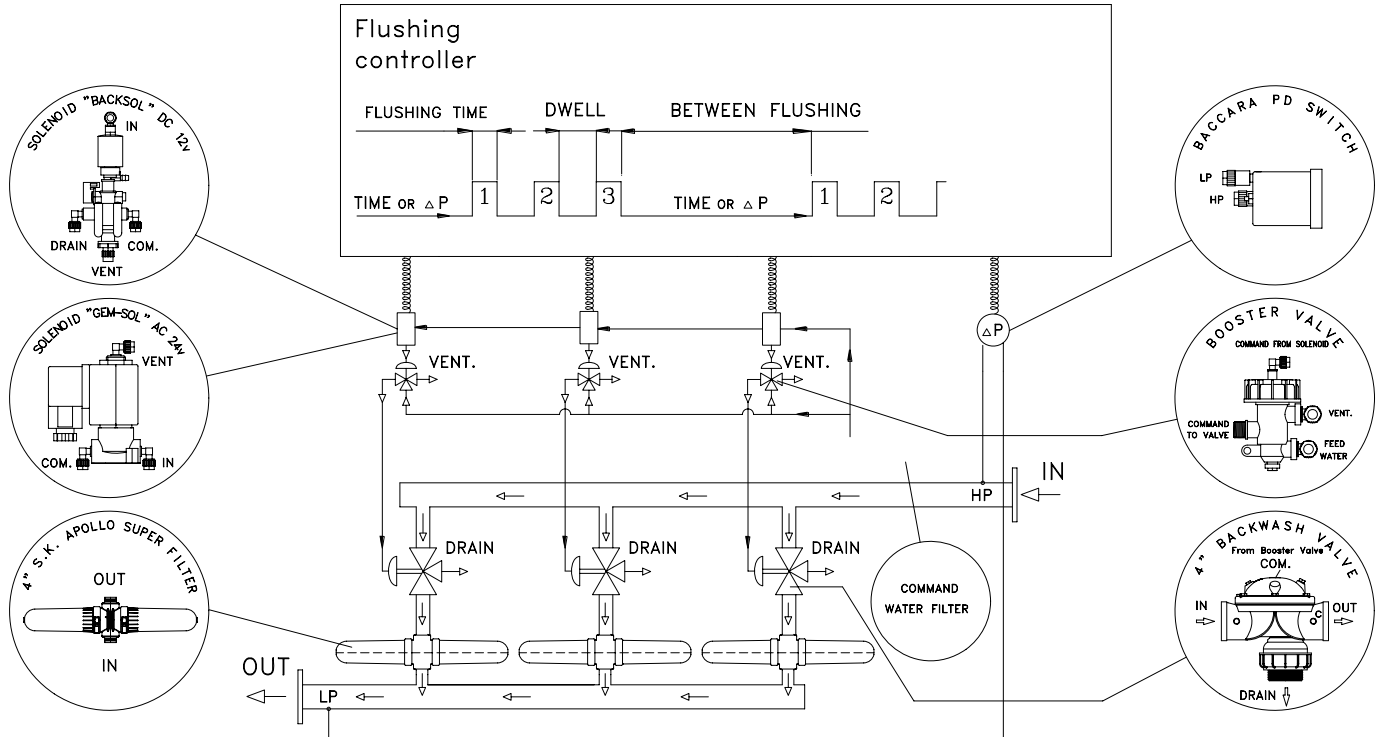 Flushing
controller
FLUSHING TIME
DWELL
BETWEEN FLUSHING
1
2
3
1
2
TIME OR △P
TIME OR △P
SOLENOID "BACKSOL" DC 12v
IN
DRAIN
COM.
VENT
SOLENOID "GEM-SOL" AC 24v
VENT
COM.
IN
4" S.K. APOLLO SUPER FILTER
OUT
IN
BACCARA PD SWITCH
LP
HP
△P
VENT.
VENT.
VENT.
BOOSTER VALVE
COMMAND FROM SOLENOID
VENT.
COMMAND
TO VALVE
FEED
WATER
IN
HP
DRAIN
DRAIN
DRAIN
COMMAND
WATER FILTER
4" BACKWASH VALVE
From Booster Valve
COM.
IN
OUT
C
DRAIN
OUT
LP